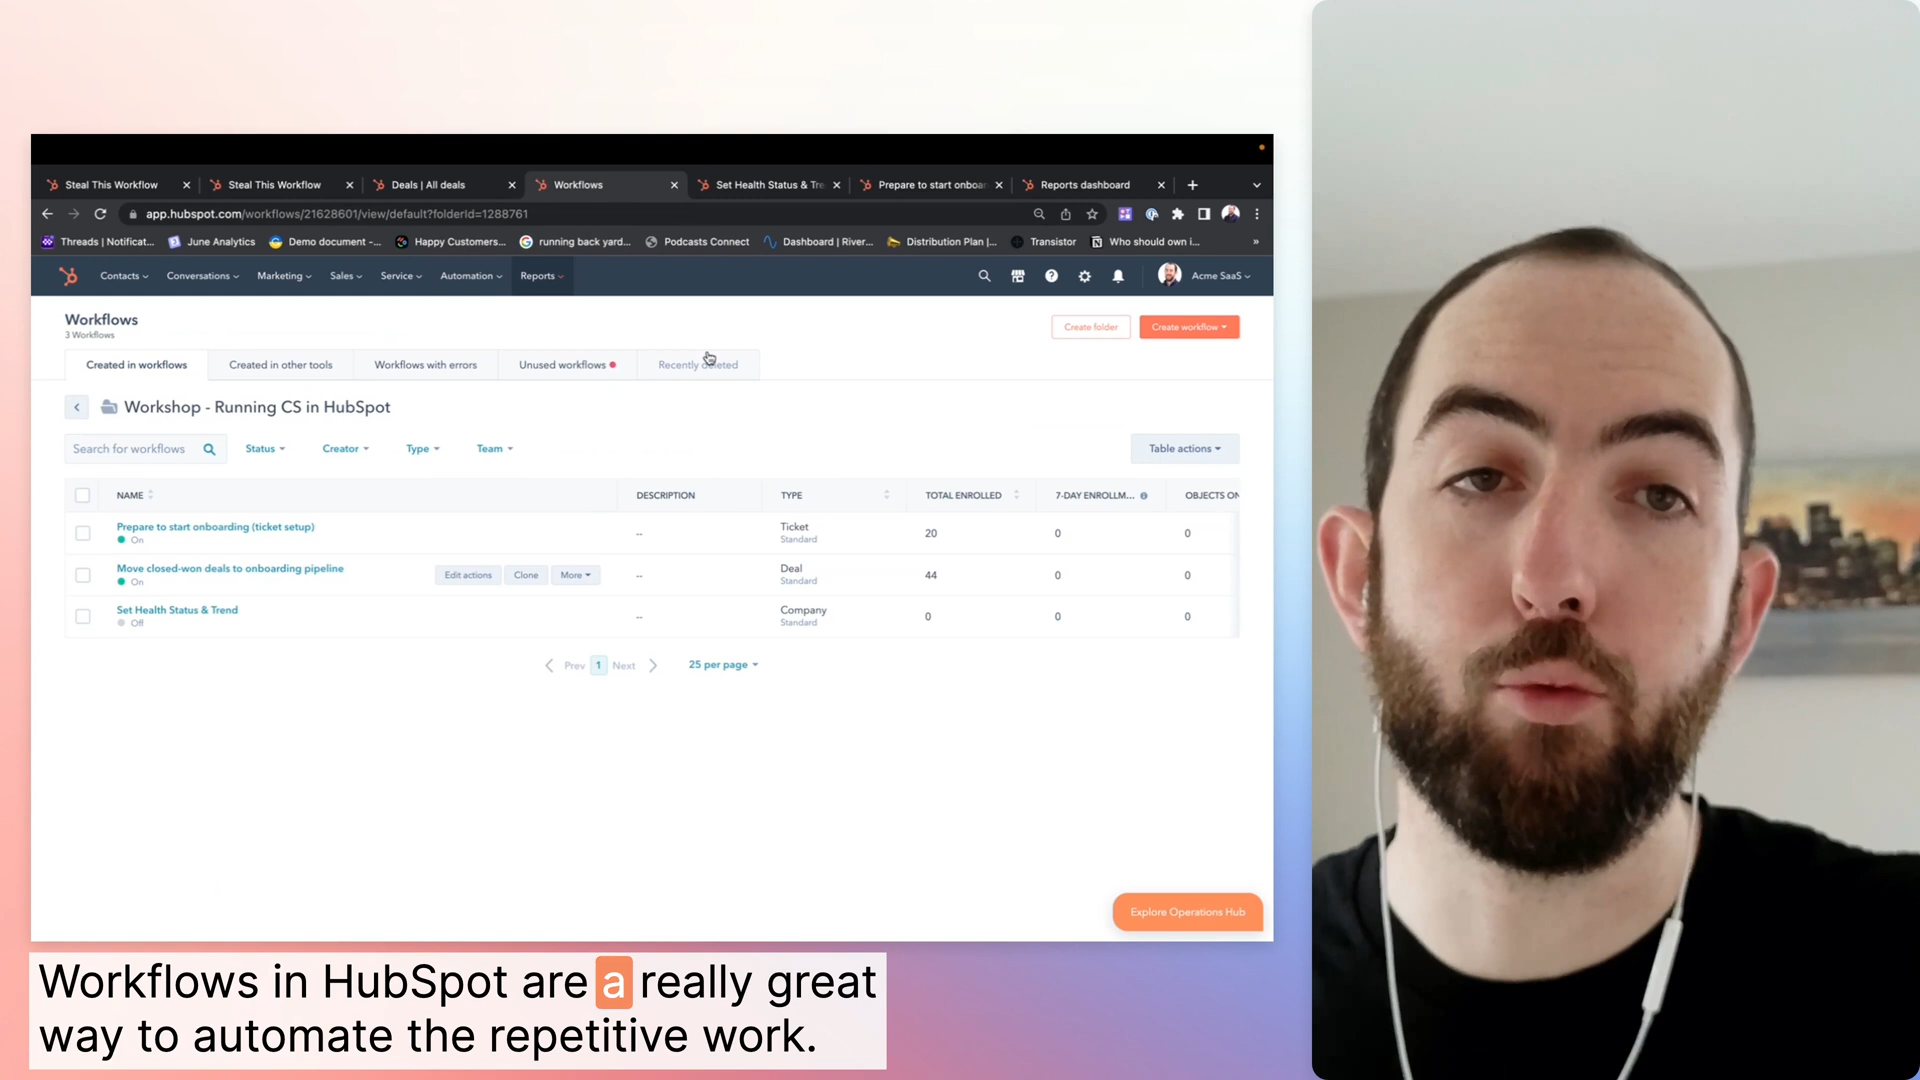 Steal This Workflow
Steal This Workflow
Deals | All deals
Workflows
Set Health Status & Tre
Prepare to start onboar
Reports dashboard
app.hubspot.com/workflows/21628601/view/default?folderId=1288761
Threads | Notificat...
June Analytics
Demo document -...
Happy Customers...
running back yard...
Podcasts Connect
Dashboard | River...
Distribution Plan |...
Transistor
Who should own i...
»
Contacts
Conversations
Marketing
Sales
Service
Automation
Reports
Acme SaaS
Workflows
3 Workflows
Create folder
Create workflow
Created in workflows
Created in other tools
Workflows with errors
Unused workflows
Recently deleted
Workshop - Running CS in HubSpot
Search for workflows
Status
Creator
Type
Team
Table actions
NAME
DESCRIPTION
TYPE
TOTAL ENROLLED
7-DAY ENROLLM...
OBJECTS ON
Prepare to start onboarding (ticket setup)
On
--
Ticket
Standard
20
0
0
Move closed-won deals to onboarding pipeline
On
Edit actions
Clone
More
--
Deal
Standard
44
0
0
Set Health Status & Trend
Off
--
Company
Standard
0
0
0
Prev
1
Next
25 per page
Explore Operations Hub
Workflows in HubSpot are a really great
way to automate the repetitive work.